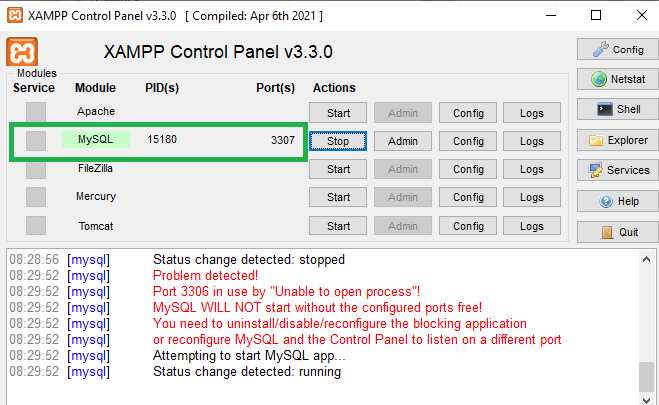 XAMPP Control Panel v3.3.0 [ Compiled: Apr 6th 2021 ]
XAMPP Control Panel v3.3.0
Config
Modules
Service Module PID(s) Port(s) Actions
Netstat
Apache Start Admin Config Logs
Shell
MySQL 15180 3307 Stop Admin Config Logs
Explorer
FileZilla Start Admin Config Logs
Services
Mercury Start Admin Config Logs
Help
Tomcat Start Admin Config Logs
Quit
08:28:56 [mysql] Status change detected: stopped
08:29:52 [mysql] Problem detected!
08:29:52 [mysql] Port 3306 in use by "Unable to open process"!
08:29:52 [mysql] MySQL WILL NOT start without the configured ports free!
08:29:52 [mysql] You need to uninstall/disable/reconfigure the blocking application
08:29:52 [mysql] or reconfigure MySQL and the Control Panel to listen on a different port
08:29:52 [mysql] Attempting to start MySQL app...
08:29:52 [mysql] Status change detected: running